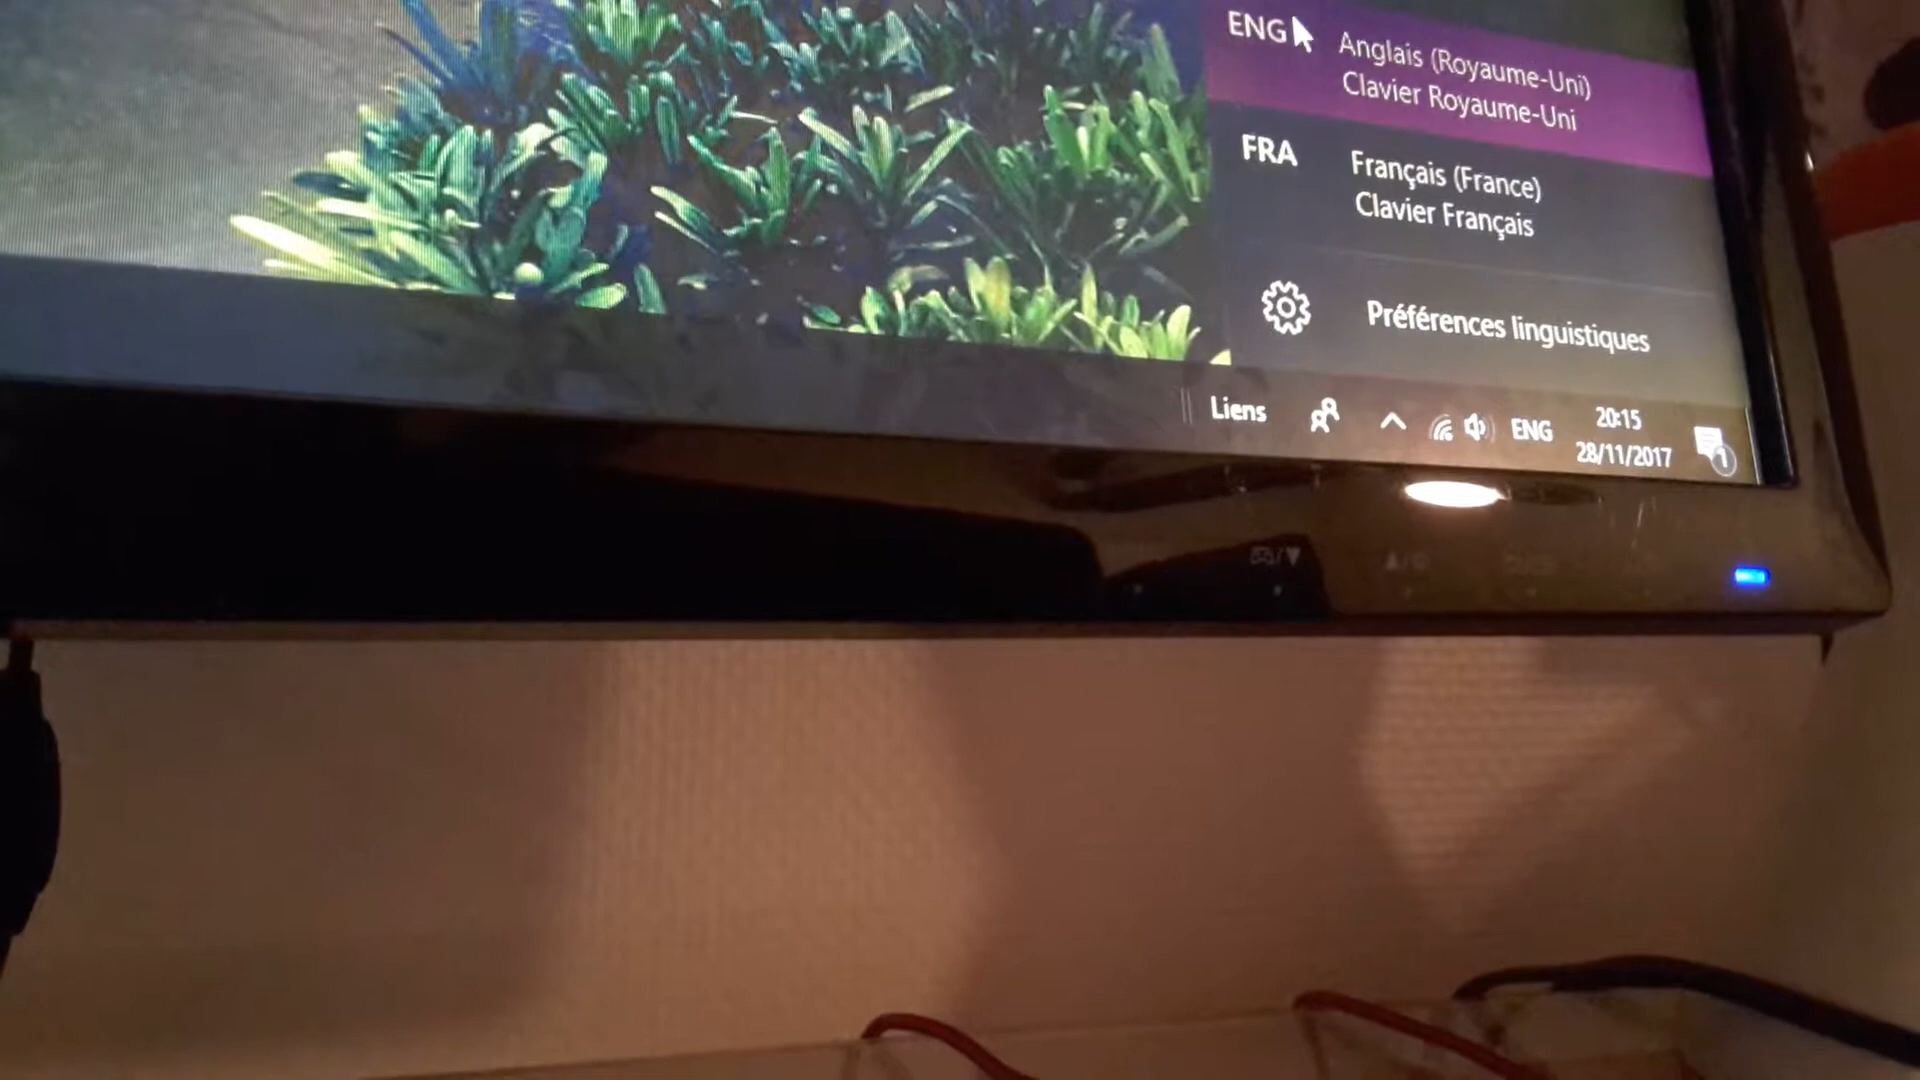 ENG
Anglais (Royaume-Uni)
Clavier Royaume-Uni
FRA
Français (France)
Clavier Français
Préférences linguistiques
Liens
ENG
20:15
28/11/2017
1